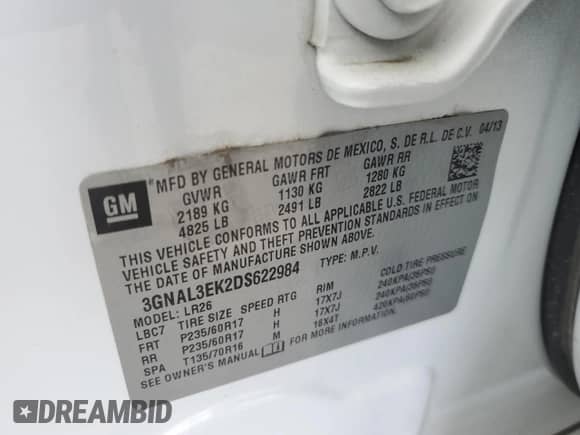 GM
*MFD BY GENERAL MOTORS DE MEXICO, S. DE R.L. DE C.V. 04/13
GVWR GAWR FRT GAWR RR
2189 KG 1130 KG 1280 KG
4825 LB 2491 LB 2822 LB
THIS VEHICLE CONFORMS TO ALL APPLICABLE U.S. FEDERAL MOTOR
VEHICLE SAFETY AND THEFT PREVENTION STANDARDS IN EFFECT ON
THE DATE OF MANUFACTURE SHOWN ABOVE.
3GNAL3EK2DS622984 TYPE: M.P.V.
MODEL: LR26
LBC7 TIRE SIZE SPEED RTG RIM COLD TIRE PRESSURE
FRT P235/60R17 H 17X7J 240KPA(35PSI)
RR P235/60R17 H 17X7J 240KPA(35PSI)
SPA T135/70R16 M 16X4T 420KPA(60PSI)
SEE OWNER'S MANUAL FOR MORE INFORMATION.
DREAMBID